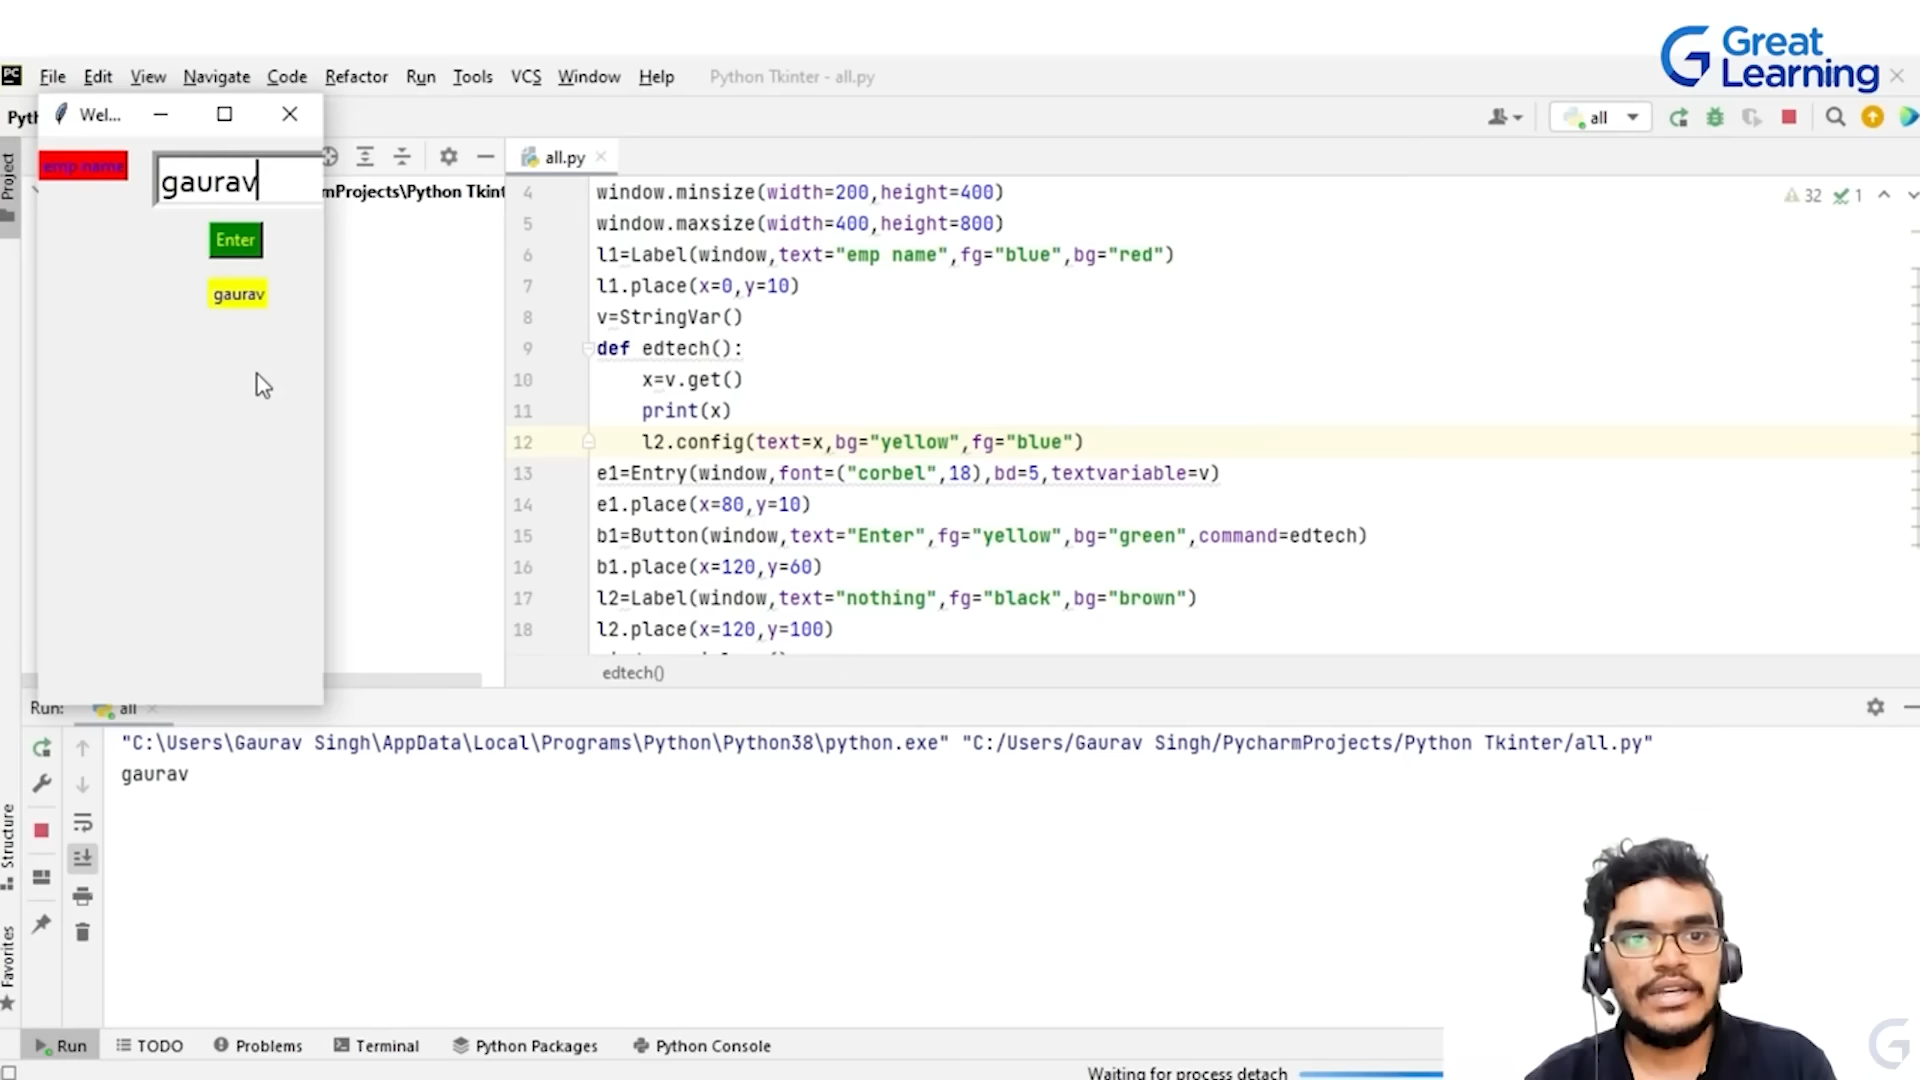 Great
Learning
File Edit View Navigate Code Refactor Run Tools VCS Window Help Python Tkinter - all.py
Wel...
all
Project
emp name
gaurav
mProjects\Python Tkint
all.py
Enter
gaurav
32 1
4 window.minsize(width=200,height=400)
5 window.maxsize(width=400,height=800)
6 l1=Label(window,text="emp name",fg="blue",bg="red")
7 l1.place(x=0,y=10)
8 v=StringVar()
9 def edtech():
10 x=v.get()
11 print(x)
12 l2.config(text=x,bg="yellow",fg="blue")
13 e1=Entry(window,font=("corbel",18),bd=5,textvariable=v)
14 e1.place(x=80,y=10)
15 b1=Button(window,text="Enter",fg="yellow",bg="green",command=edtech)
16 b1.place(x=120,y=60)
17 l2=Label(window,text="nothing",fg="black",bg="brown")
18 l2.place(x=120,y=100)
edtech()
Run: all
"C:\Users\Gaurav Singh\AppData\Local\Programs\Python\Python38\python.exe" "C:/Users/Gaurav Singh/PycharmProjects/Python Tkinter/all.py"
gaurav
Structure
Favorites
Run TODO Problems Terminal Python Packages Python Console
Waiting for process detach